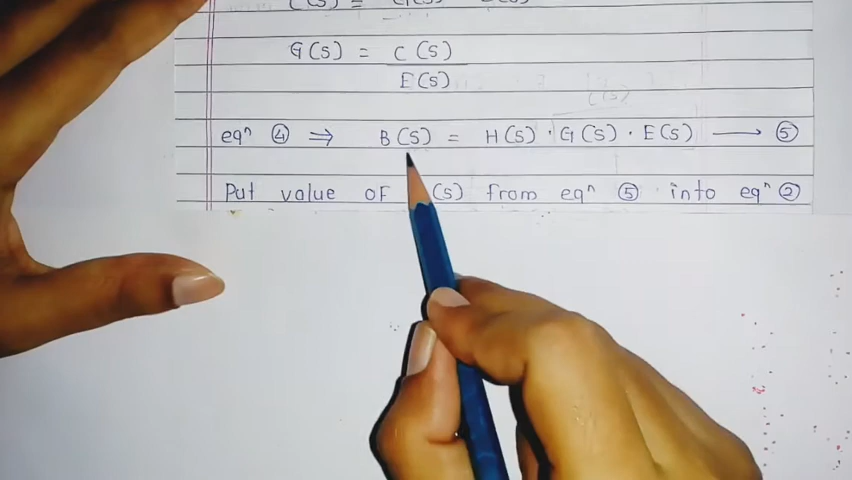 G(S) = C(S)
E(S)
eqⁿ ④ ⇒ B(S) = H(S) · G(S) · E(S) ⟶ ⑤
Put value OF (S) from eqⁿ ⑤ into eqⁿ ②